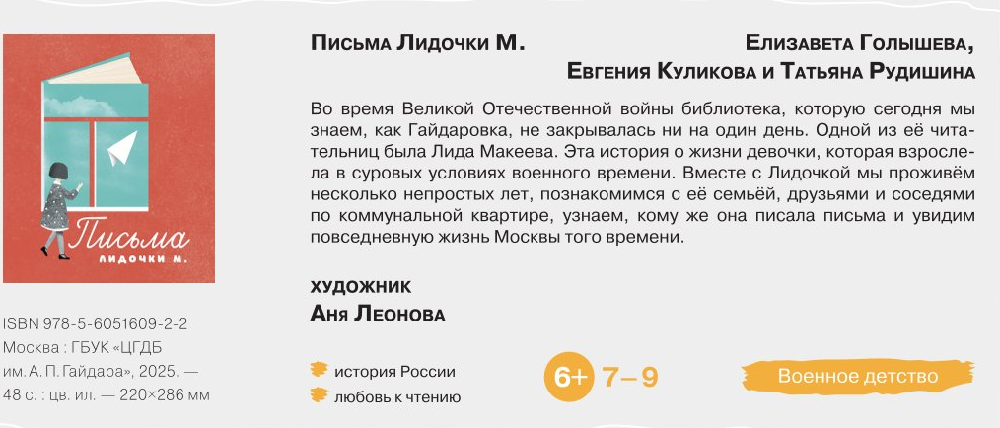 Письма Лидочки М.
Елизавета Голышева,
Евгения Куликова и Татьяна Рудишина
Во время Великой Отечественной войны библиотека, которую сегодня мы
знаем, как Гайдаровка, не закрывалась ни на один день. Одной из её чита-
тельниц была Лида Макеева. Эта история о жизни девочки, которая взросле-
ла в суровых условиях военного времени. Вместе с Лидочкой мы проживём
несколько непростых лет, познакомимся с её семьёй, друзьями и соседями
по коммунальной квартире, узнаем, кому же она писала письма и увидим
повседневную жизнь Москвы того времени.
художник
Аня Леонова
Письма
лидочки м.
ISBN 978-5-6051609-2-2
Москва : ГБУК «ЦГДБ
им. А. П. Гайдара», 2025. —
48 с. : цв. ил. — 220×286 мм
история России
любовь к чтению
6+ 7–9
Военное детство